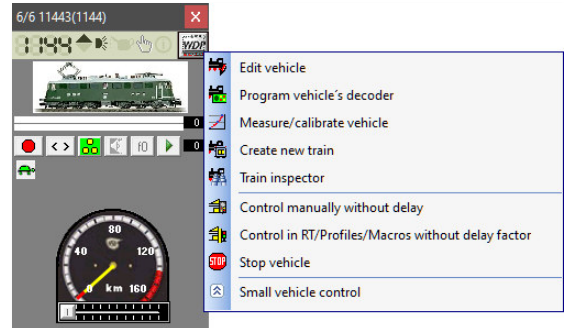 6/6 11443(1144)
X
1144
WDP
0
< >
f0
0
40
80
120
0
km
160
Edit vehicle
Program vehicle´s decoder
Measure/calibrate vehicle
Create new train
Train inspector
Control manually without delay
Control in RT/Profiles/Macros without delay factor
STOP
Stop vehicle
Small vehicle control